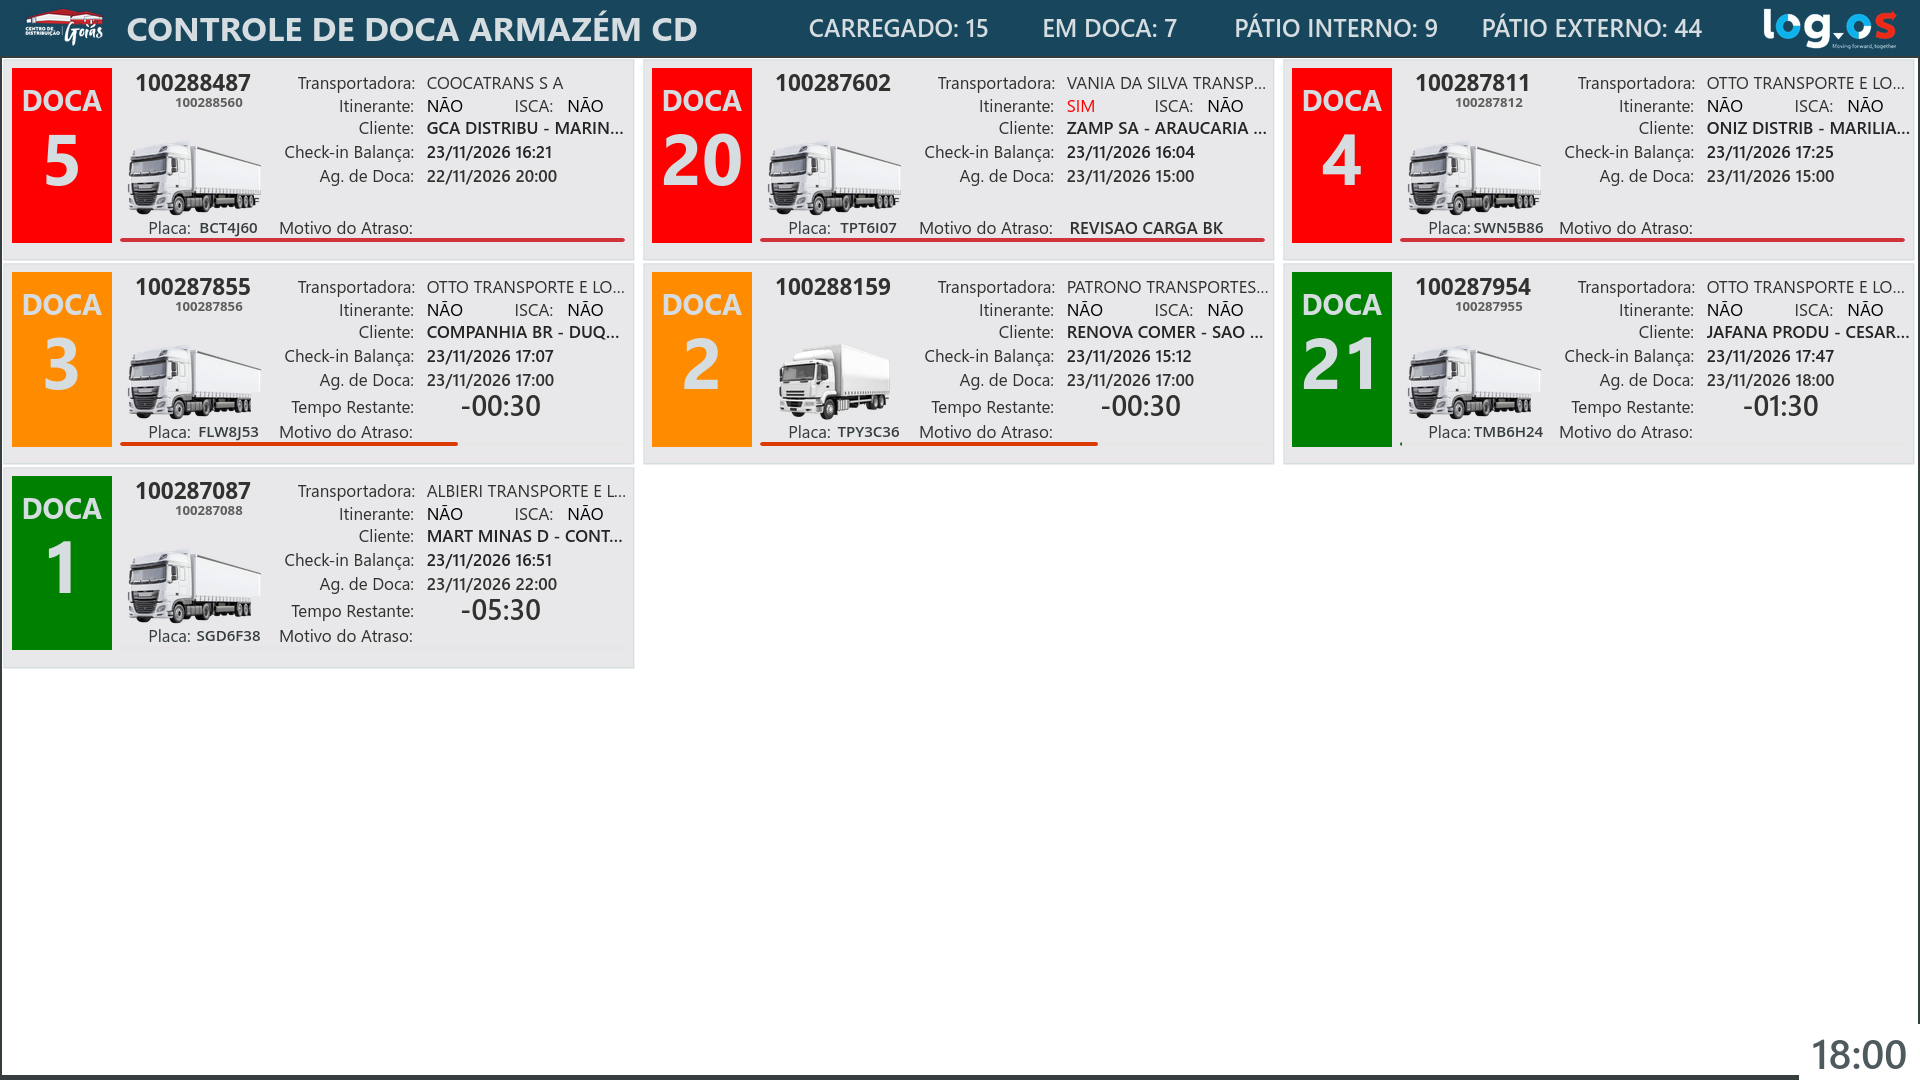 CENTRO DE DISTRIBUIÇÃO Goiás
CONTROLE DE DOCA ARMAZÉM CD
CARREGADO: 15
EM DOCA: 7
PÁTIO INTERNO: 9
PÁTIO EXTERNO: 44
log.os
Moving forward, together
DOCA
5
100288487
100288560
Transportadora: COOCATRANS S A
Itinerante: NÃO ISCA: NÃO
Cliente: GCA DISTRIBU - MARIN...
Check-in Balança: 23/11/2026 16:21
Ag. de Doca: 22/11/2026 20:00
Placa: BCT4J60 Motivo do Atraso:
DOCA
20
100287602
Transportadora: VANIA DA SILVA TRANSP...
Itinerante: SIM ISCA: NÃO
Cliente: ZAMP SA - ARAUCARIA ...
Check-in Balança: 23/11/2026 16:04
Ag. de Doca: 23/11/2026 15:00
Placa: TPT6I07 Motivo do Atraso: REVISAO CARGA BK
DOCA
4
100287811
100287812
Transportadora: OTTO TRANSPORTE E LO...
Itinerante: NÃO ISCA: NÃO
Cliente: ONIZ DISTRIB - MARILIA...
Check-in Balança: 23/11/2026 17:25
Ag. de Doca: 23/11/2026 15:00
Placa: SWN5B86 Motivo do Atraso:
DOCA
3
100287855
100287856
Transportadora: OTTO TRANSPORTE E LO...
Itinerante: NÃO ISCA: NÃO
Cliente: COMPANHIA BR - DUQ...
Check-in Balança: 23/11/2026 17:07
Ag. de Doca: 23/11/2026 17:00
Tempo Restante: -00:30
Placa: FLW8J53 Motivo do Atraso:
DOCA
2
100288159
Transportadora: PATRONO TRANSPORTES...
Itinerante: NÃO ISCA: NÃO
Cliente: RENOVA COMER - SAO ...
Check-in Balança: 23/11/2026 15:12
Ag. de Doca: 23/11/2026 17:00
Tempo Restante: -00:30
Placa: TPY3C36 Motivo do Atraso:
DOCA
21
100287954
100287955
Transportadora: OTTO TRANSPORTE E LO...
Itinerante: NÃO ISCA: NÃO
Cliente: JAFANA PRODU - CESAR...
Check-in Balança: 23/11/2026 17:47
Ag. de Doca: 23/11/2026 18:00
Tempo Restante: -01:30
Placa: TMB6H24 Motivo do Atraso:
DOCA
1
100287087
100287088
Transportadora: ALBIERI TRANSPORTE E L...
Itinerante: NÃO ISCA: NÃO
Cliente: MART MINAS D - CONT...
Check-in Balança: 23/11/2026 16:51
Ag. de Doca: 23/11/2026 22:00
Tempo Restante: -05:30
Placa: SGD6F38 Motivo do Atraso:
18:00